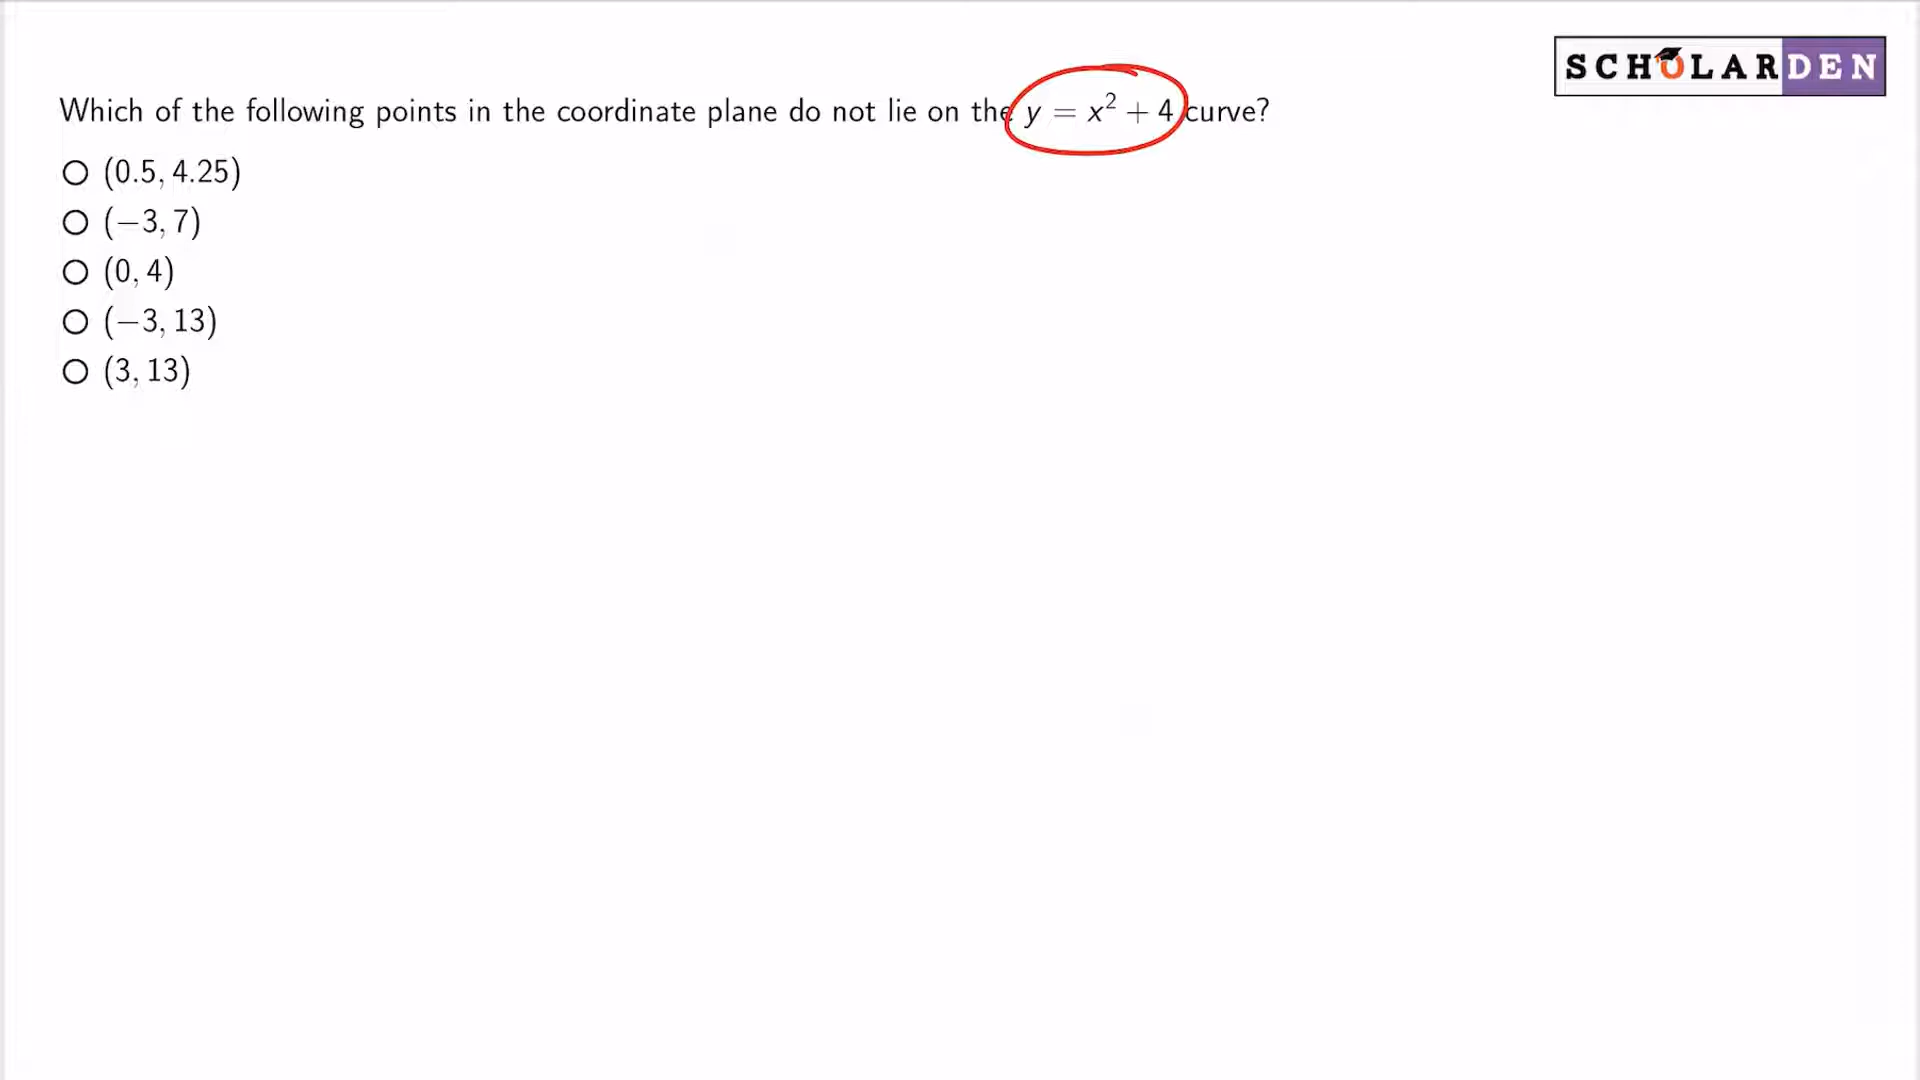 SCHOLARDEN
Which of the following points in the coordinate plane do not lie on the y = x² + 4 curve?
(0.5, 4.25)
(−3, 7)
(0, 4)
(−3, 13)
(3, 13)